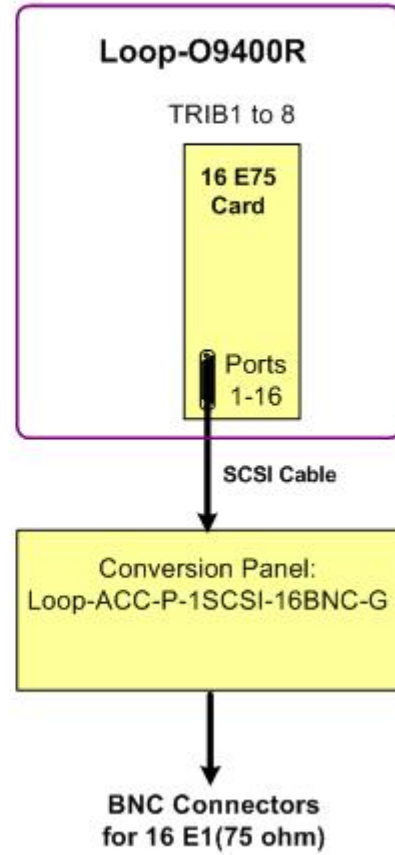 Loop-O9400R
TRIB1 to 8
16 E75
Card
Ports
1-16
SCSI Cable
Conversion Panel:
Loop-ACC-P-1SCSI-16BNC-G
BNC Connectors
for 16 E1(75 ohm)